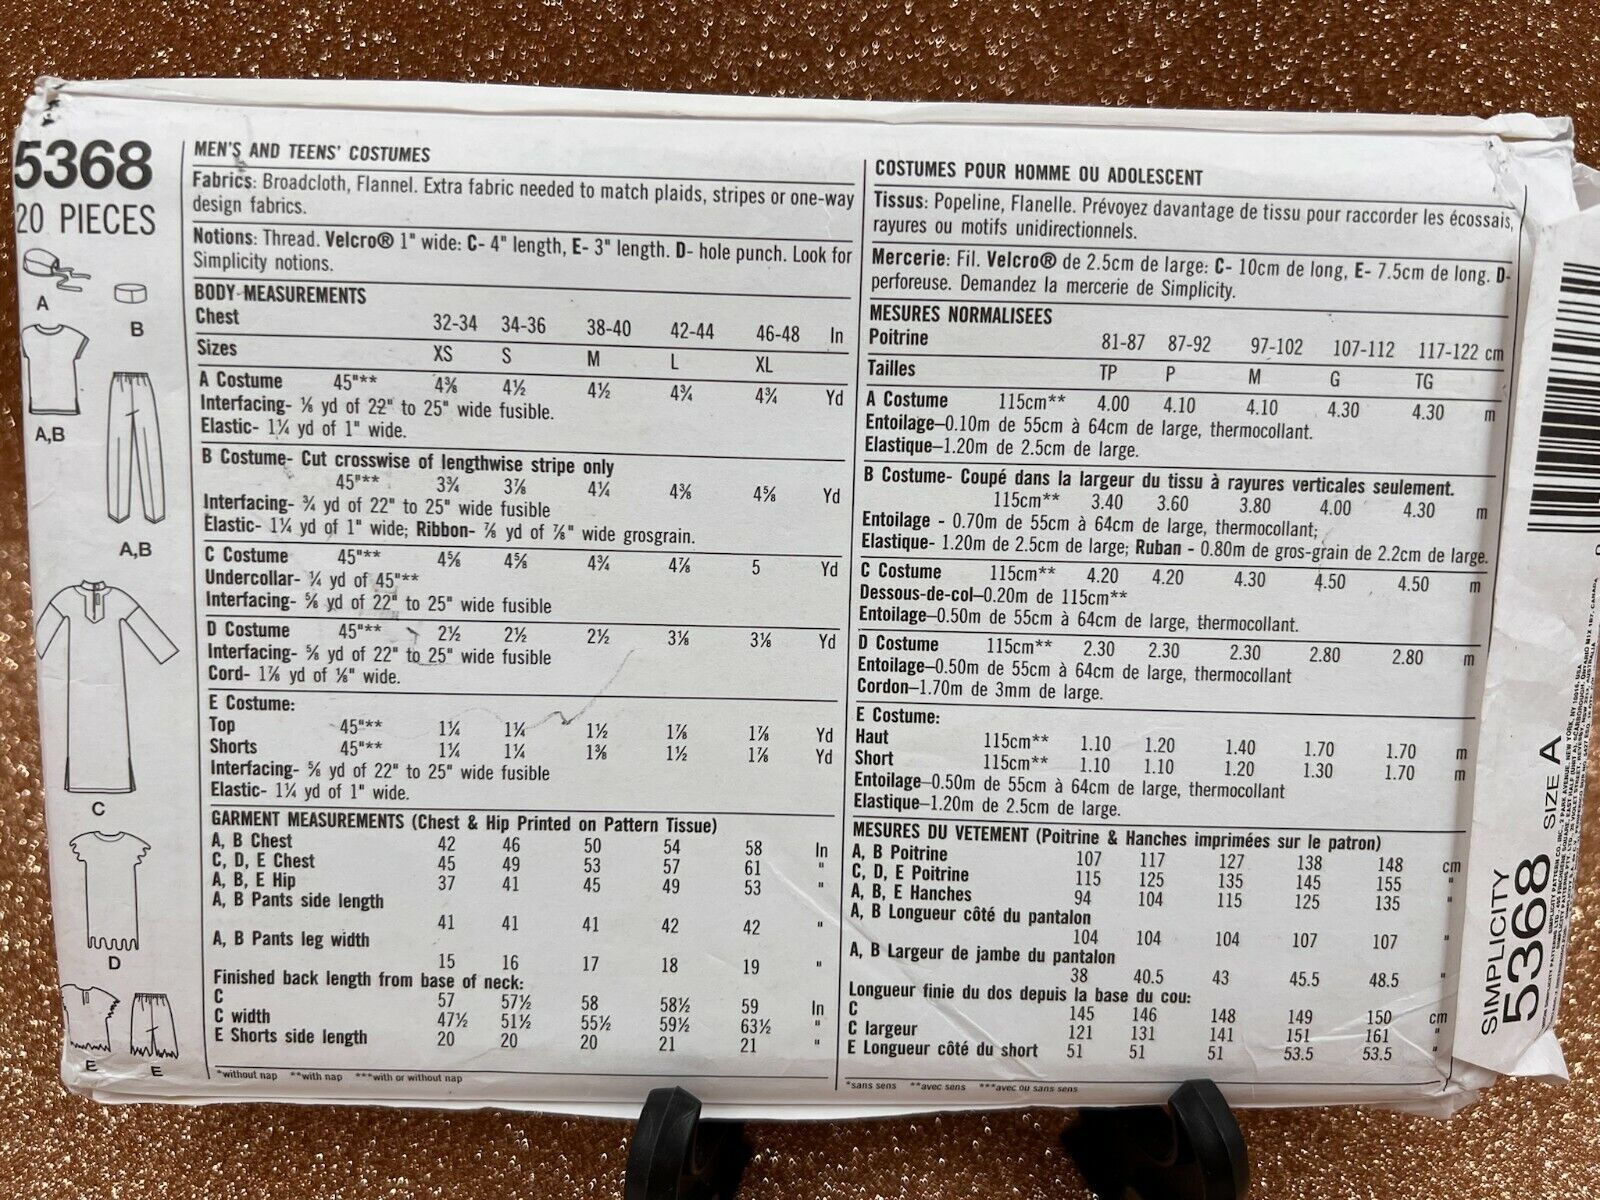 5368
20 PIECES
A
B
A,B
A,B
C
D
E
E
MEN'S AND TEENS' COSTUMES
Fabrics: Broadcloth, Flannel. Extra fabric needed to match plaids, stripes or one-way
design fabrics.
Notions: Thread. Velcro® 1" wide: C- 4" length, E- 3" length. D- hole punch. Look for
Simplicity notions.
BODY MEASUREMENTS
Chest 32-34 34-36 38-40 42-44 46-48 In
Sizes XS S M L XL
A Costume 45"** 4⅜ 4½ 4½ 4¾ 4¾ Yd
Interfacing- ⅛ yd of 22" to 25" wide fusible.
Elastic- 1¼ yd of 1" wide.
B Costume- Cut crosswise of lengthwise stripe only
45"** 3¾ 3⅞ 4¼ 4⅜ 4⅝ Yd
Interfacing- ¾ yd of 22" to 25" wide fusible
Elastic- 1¼ yd of 1" wide; Ribbon- ⅞ yd of ⅞" wide grosgrain.
C Costume 45"** 4⅝ 4⅝ 4¾ 4⅞ 5 Yd
Undercollar- ¼ yd of 45"**
Interfacing- ⅝ yd of 22" to 25" wide fusible
D Costume 45"** 2½ 2½ 2½ 3⅛ 3⅛ Yd
Interfacing- ⅝ yd of 22" to 25" wide fusible
Cord- 1⅞ yd of ⅛" wide.
E Costume:
Top 45"** 1¼ 1¼ 1½ 1⅞ 1⅞ Yd
Shorts 45"** 1¼ 1¼ 1⅜ 1½ 1⅞ Yd
Interfacing- ⅝ yd of 22" to 25" wide fusible
Elastic- 1¼ yd of 1" wide.
GARMENT MEASUREMENTS (Chest & Hip Printed on Pattern Tissue)
A, B Chest 42 46 50 54 58 In
C, D, E Chest 45 49 53 57 61 "
A, B, E Hip 37 41 45 49 53 "
A, B Pants side length
41 41 41 42 42 "
A, B Pants leg width
15 16 17 18 19 "
Finished back length from base of neck:
C 57 57½ 58 58½ 59 In
C width 47½ 51½ 55½ 59½ 63½ "
E Shorts side length 20 20 20 21 21 "
*without nap **with nap ***with or without nap
COSTUMES POUR HOMME OU ADOLESCENT
Tissus: Popeline, Flanelle. Prévoyez davantage de tissu pour raccorder les écossais,
rayures ou motifs unidirectionnels.
Mercerie: Fil. Velcro® de 2.5cm de large: C- 10cm de long, E- 7.5cm de long. D-
perforeuse. Demandez la mercerie de Simplicity.
MESURES NORMALISEES
Poitrine 81-87 87-92 97-102 107-112 117-122 cm
Tailles TP P M G TG
A Costume 115cm** 4.00 4.10 4.10 4.30 4.30 m
Entoilage–0.10m de 55cm à 64cm de large, thermocollant.
Elastique–1.20m de 2.5cm de large.
B Costume- Coupé dans la largeur du tissu à rayures verticales seulement.
115cm** 3.40 3.60 3.80 4.00 4.30 m
Entoilage - 0.70m de 55cm à 64cm de large, thermocollant;
Elastique- 1.20m de 2.5cm de large; Ruban - 0.80m de gros-grain de 2.2cm de large.
C Costume 115cm** 4.20 4.20 4.30 4.50 4.50 m
Dessous-de-col–0.20m de 115cm**
Entoilage–0.50m de 55cm à 64cm de large, thermocollant.
D Costume 115cm** 2.30 2.30 2.30 2.80 2.80 m
Entoilage–0.50m de 55cm à 64cm de large, thermocollant
Cordon–1.70m de 3mm de large.
E Costume:
Haut 115cm** 1.10 1.20 1.40 1.70 1.70 m
Short 115cm** 1.10 1.10 1.20 1.30 1.70 m
Entoilage–0.50m de 55cm à 64cm de large, thermocollant
Elastique–1.20m de 2.5cm de large.
MESURES DU VETEMENT (Poitrine & Hanches imprimées sur le patron)
A, B Poitrine 107 117 127 138 148 cm
C, D, E Poitrine 115 125 135 145 155 "
A, B, E Hanches 94 104 115 125 135 "
A, B Longueur côté du pantalon
104 104 104 107 107 "
A, B Largeur de jambe du pantalon
38 40.5 43 45.5 48.5 "
Longueur finie du dos depuis la base du cou:
C 145 146 148 149 150 cm
C largeur 121 131 141 151 161 "
E Longueur côté du short 51 51 51 53.5 53.5 "
*sans sens **avec sens ***avec ou sans sens
SIMPLICITY
5368 SIZE A